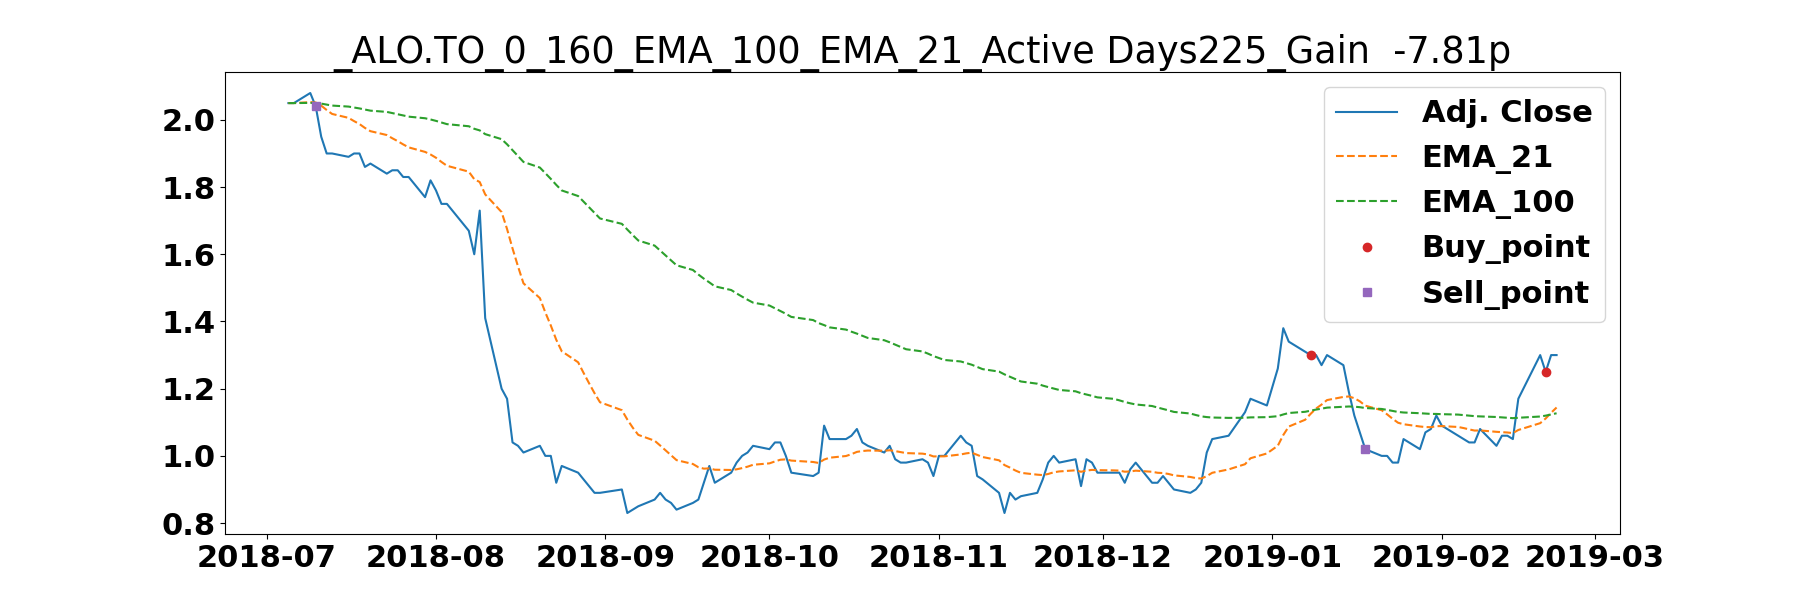 _ALO.TO_0_160_EMA_100_EMA_21_Active Days225_Gain  -7.81p
Adj. Close
EMA_21
EMA_100
Buy_point
Sell_point
2.0
1.8
1.6
1.4
1.2
1.0
0.8
2018-07 2018-08 2018-09 2018-10 2018-11 2018-12 2019-01 2019-02 2019-03